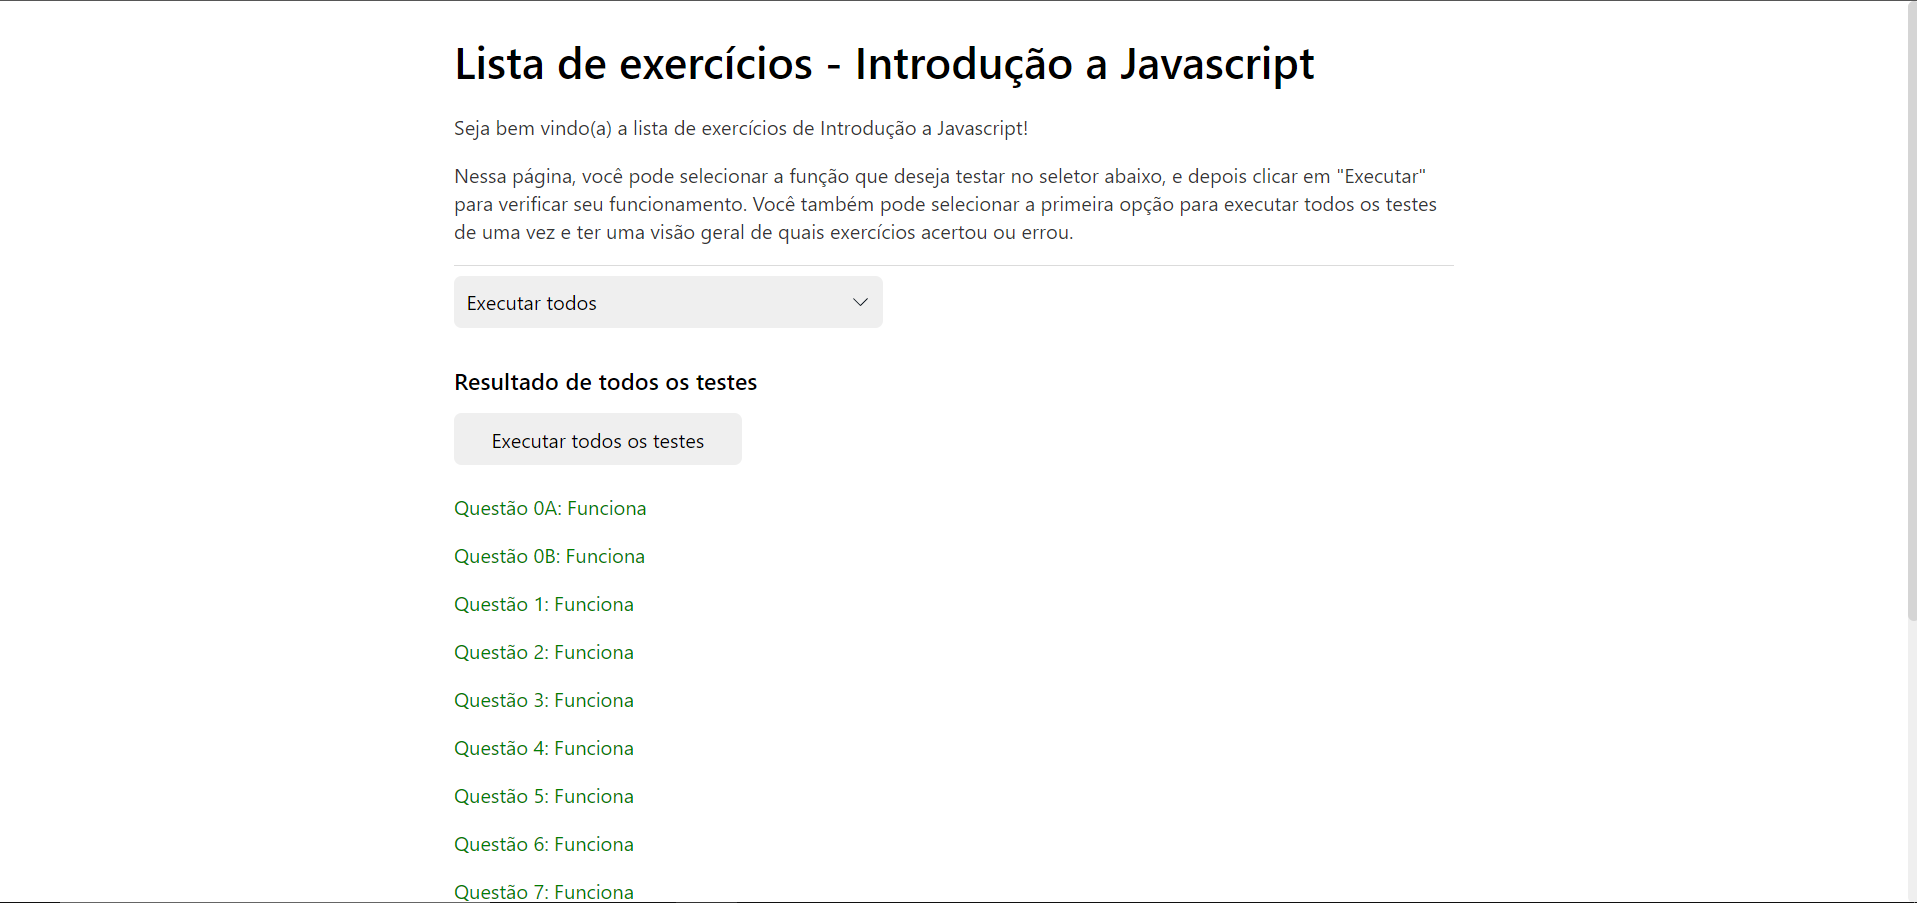 Lista de exercícios - Introdução a Javascript
Seja bem vindo(a) a lista de exercícios de Introdução a Javascript!
Nessa página, você pode selecionar a função que deseja testar no seletor abaixo, e depois clicar em "Executar"
para verificar seu funcionamento. Você também pode selecionar a primeira opção para executar todos os testes
de uma vez e ter uma visão geral de quais exercícios acertou ou errou.
Executar todos
Resultado de todos os testes
Executar todos os testes
Questão 0A: Funciona
Questão 0B: Funciona
Questão 1: Funciona
Questão 2: Funciona
Questão 3: Funciona
Questão 4: Funciona
Questão 5: Funciona
Questão 6: Funciona
Questão 7: Funciona